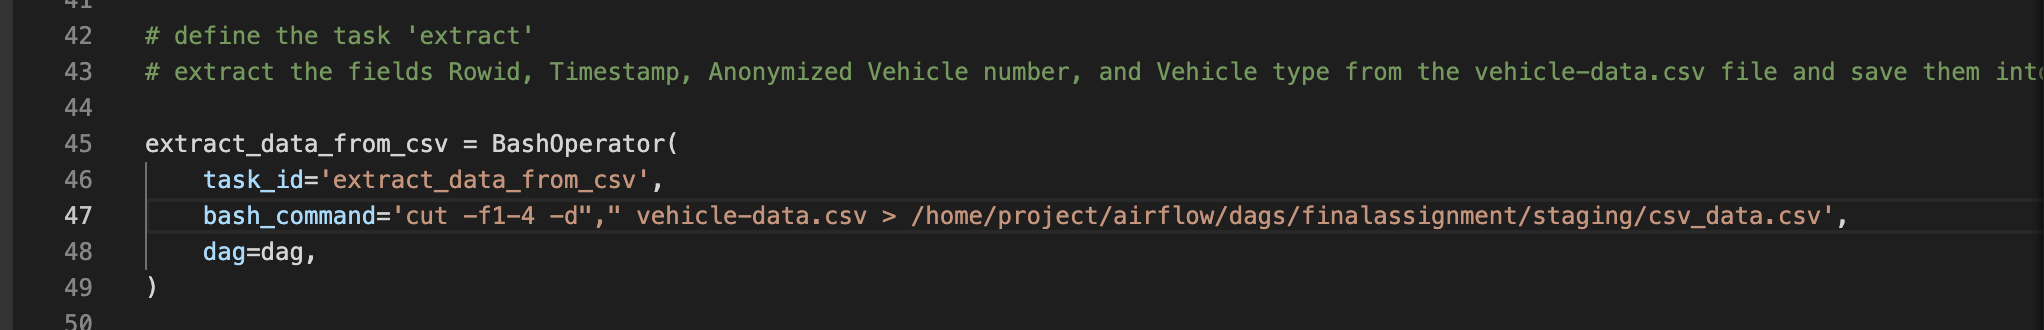 41
42 # define the task 'extract'
43 # extract the fields Rowid, Timestamp, Anonymized Vehicle number, and Vehicle type from the vehicle-data.csv file and save them into
44
45 extract_data_from_csv = BashOperator(
46     task_id='extract_data_from_csv',
47     bash_command='cut -f1-4 -d"," vehicle-data.csv > /home/project/airflow/dags/finalassignment/staging/csv_data.csv',
48     dag=dag,
49 )
50